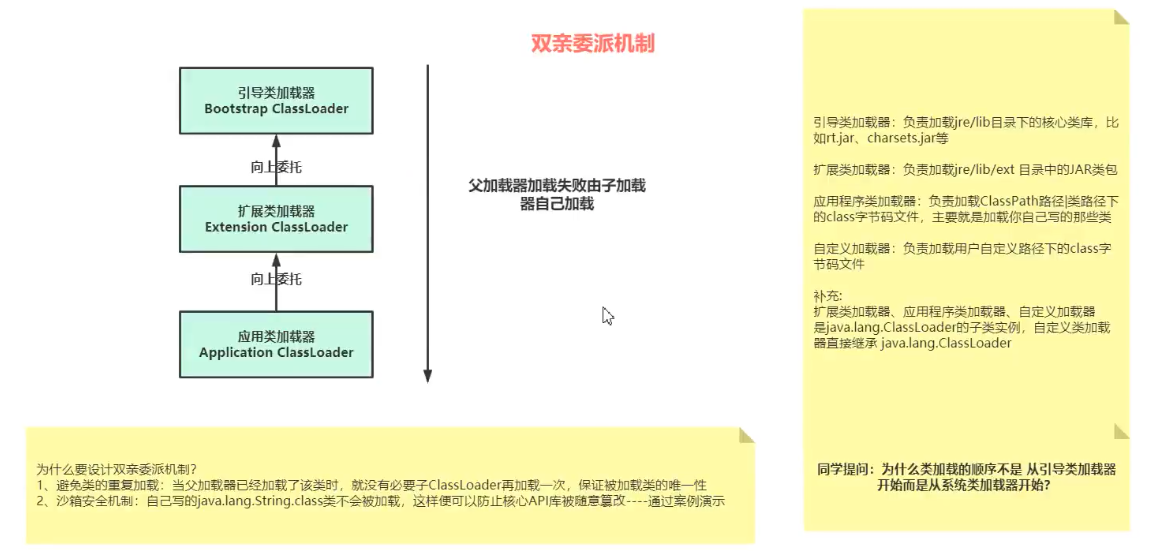 双亲委派机制
引导类加载器
Bootstrap ClassLoader
向上委托
扩展类加载器
Extension ClassLoader
向上委托
应用类加载器
Application ClassLoader
父加载器加载失败由子加载
器自己加载
引导类加载器：负责加载jre/lib目录下的核心类库，比
如rt.jar、charsets.jar等
扩展类加载器：负责加载jre/lib/ext 目录中的JAR类包
应用程序类加载器：负责加载ClassPath路径|类路径下
的class字节码文件，主要就是加载你自己写的那些类
自定义加载器：负责加载用户自定义路径下的class字
节码文件
补充:
扩展类加载器、应用程序类加载器、自定义加载器
是java.lang.ClassLoader的子类实例，自定义类加载
器直接继承 java.lang.ClassLoader
为什么要设计双亲委派机制？
1、避免类的重复加载：当父加载器已经加载了该类时，就没有必要子ClassLoader再加载一次，保证被加载类的唯一性
2、沙箱安全机制：自己写的java.lang.String.class类不会被加载，这样便可以防止核心API库被随意篡改----通过案例演示
同学提问：为什么类加载的顺序不是 从引导类加载器
开始而是从系统类加载器开始?